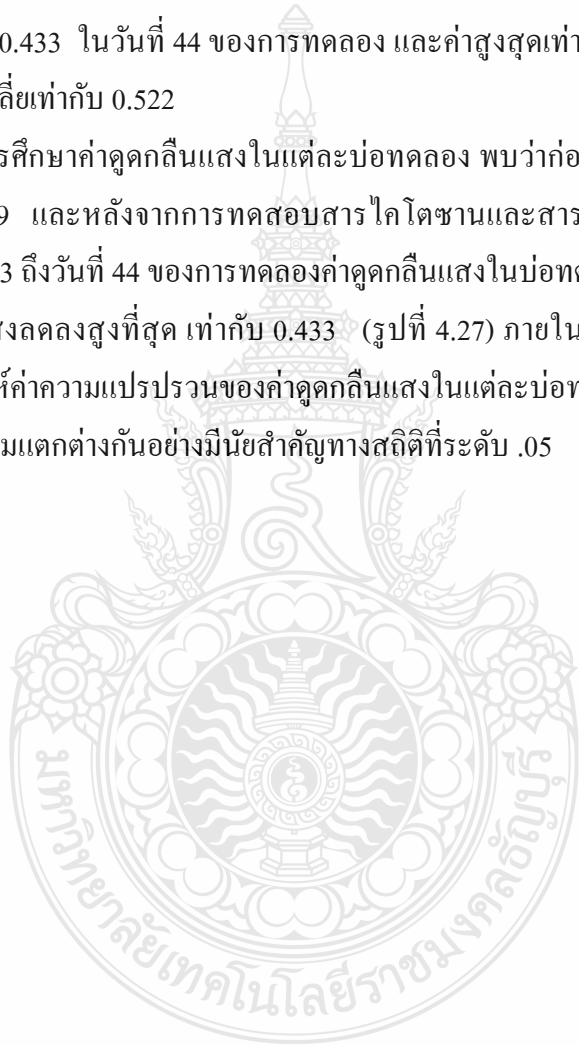 0.433 ในวันที่ 44 ของการทดลอง และค่าสูงสุดเท่า
ลี่ยเท่ากับ 0.522
รศึกษาค่าดูดกลืนแสงในแต่ละบ่อทดลอง พบว่าก่อ
9 และหลังจากการทดสอบสารไคโตซานและสาร
3 ถึงวันที่ 44 ของการทดลองค่าดูดกลืนแสงในบ่อทด
งลดลงสูงที่สุด เท่ากับ 0.433 (รูปที่ 4.27) ภายใน
ห์ค่าความแปรปรวนของค่าดูดกลืนแสงในแต่ละบ่อท
มแตกต่างกันอย่างมีนัยสำคัญทางสถิติที่ระดับ .05
มหาวิทยาลัยเทคโนโลยีราชมงคลธัญบุรี